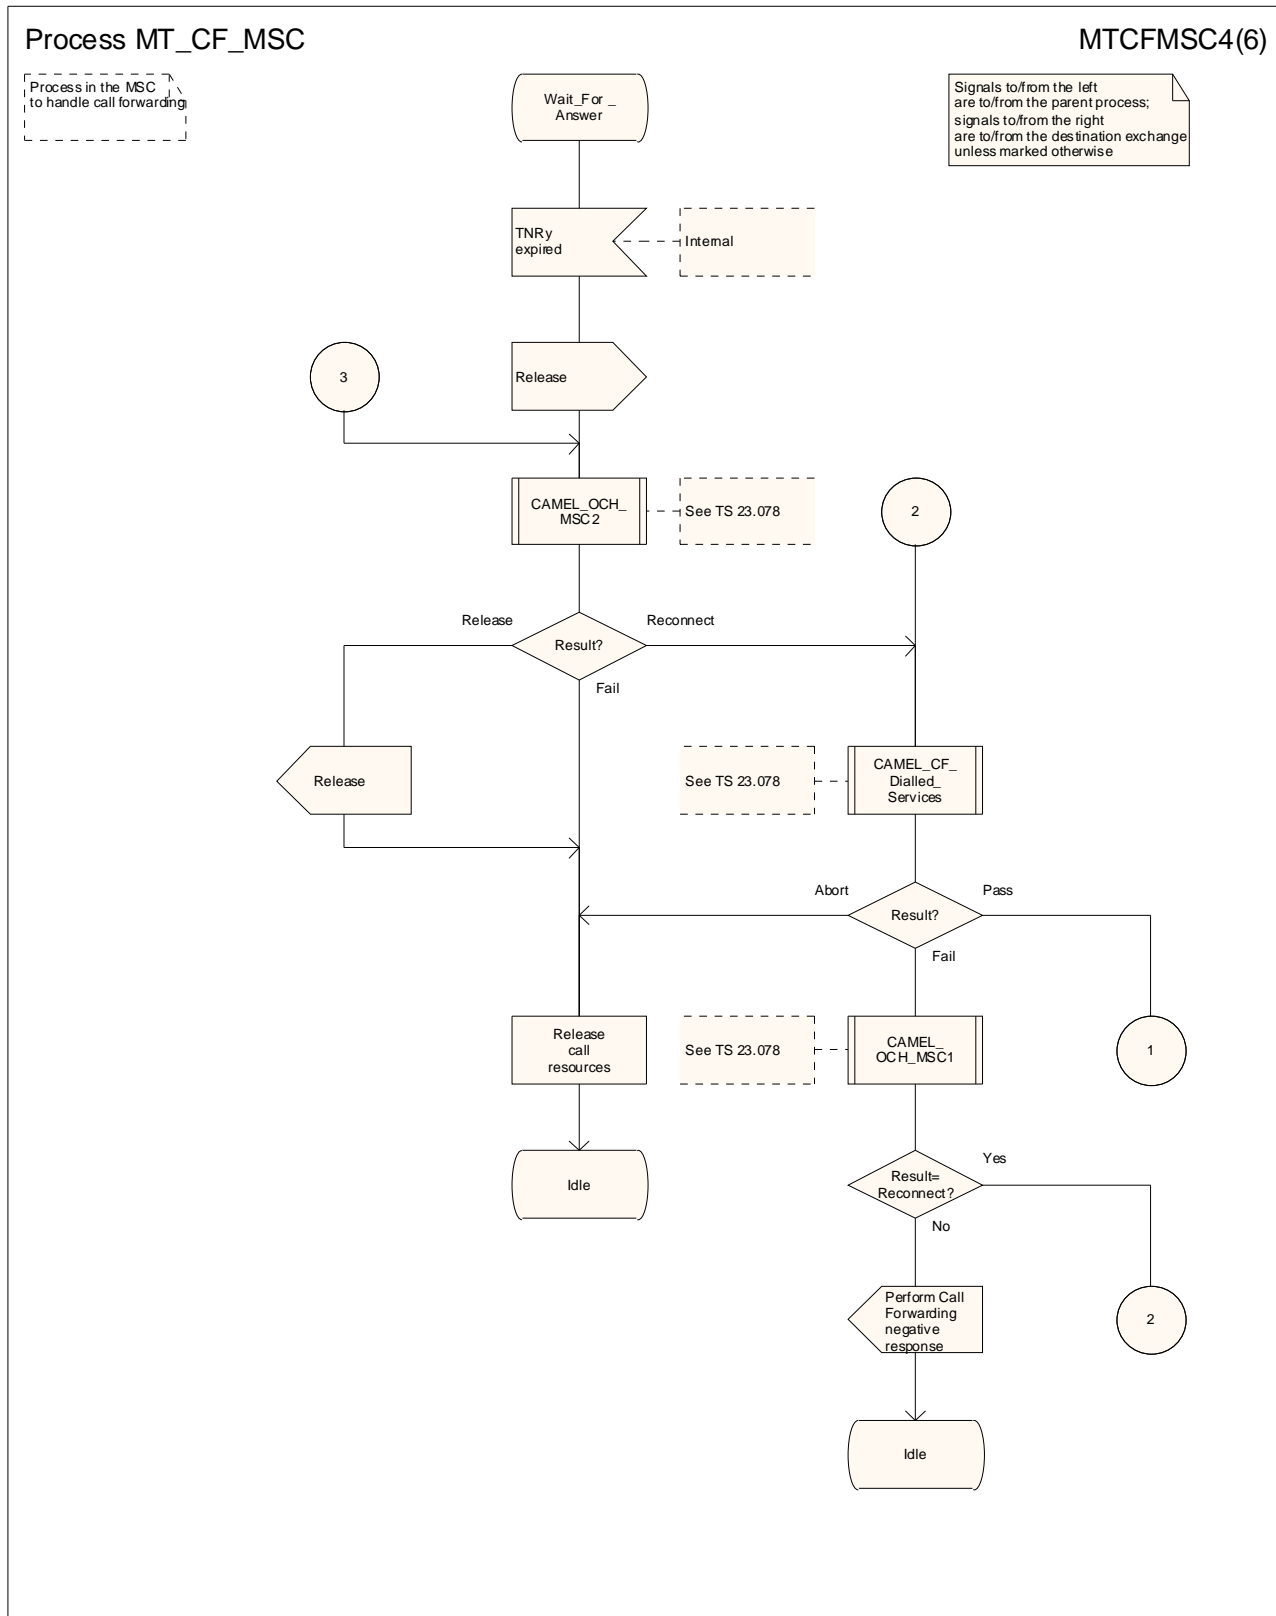 Process MT_CF_MSC
MTCFMSC4(6)
Process in the MSC
to handle call forwarding
Wait_For_
Answer
Signals to/from the left
are to/from the parent process;
signals to/from the right
are to/from the destination exchange
unless marked otherwise
TNRy
expired
Internal
3
Release
CAMEL_OCH_
MSC2
See TS 23.078
2
Release
Result?
Reconnect
Fail
Release
See TS 23.078
CAMEL_CF_
Dialled_
Services
Abort
Result?
Pass
Fail
Release
call
resources
See TS 23.078
CAMEL_
OCH_MSC1
1
Idle
Result=
Reconnect?
Yes
No
Perform Call
Forwarding
negative
response
2
Idle